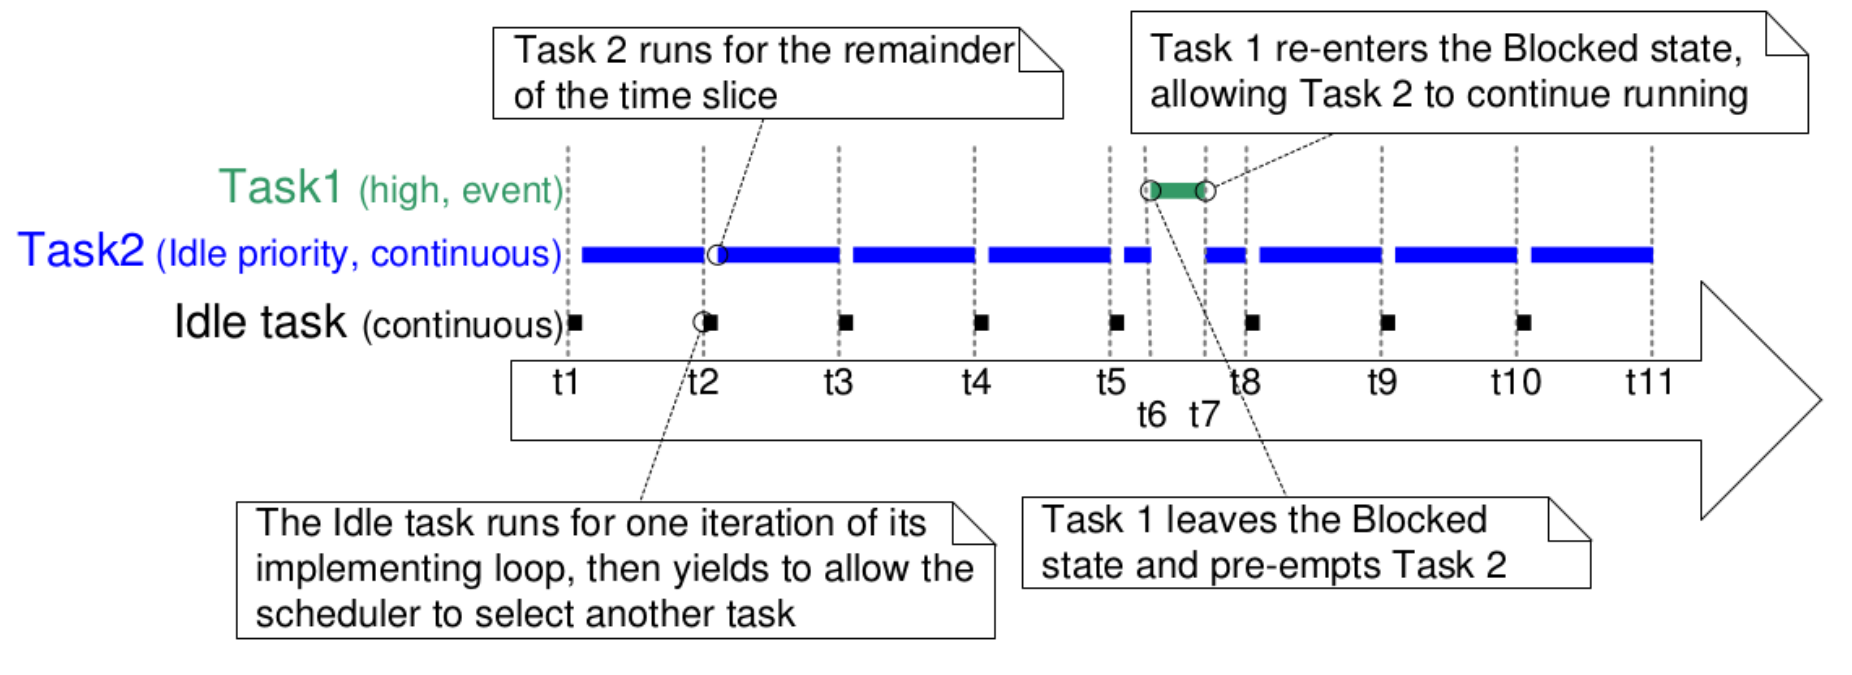 Task 2 runs for the remainder
of the time slice
Task 1 re-enters the Blocked state,
allowing Task 2 to continue running
Task1 (high, event)
Task2 (Idle priority, continuous)
Idle task (continuous)
t1 t2 t3 t4 t5 t8 t9 t10 t11
t6 t7
The Idle task runs for one iteration of its
implementing loop, then yields to allow the
scheduler to select another task
Task 1 leaves the Blocked
state and pre-empts Task 2